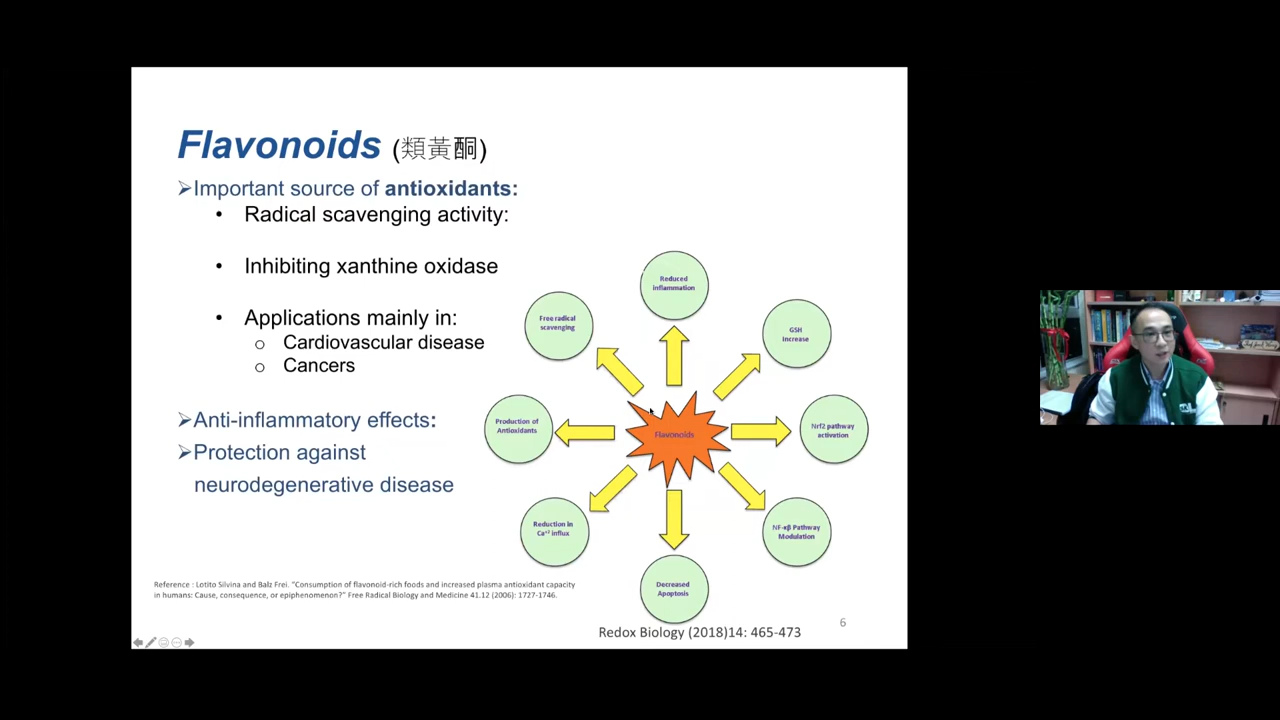 Flavonoids (類黃酮)
➢Important source of antioxidants:
• Radical scavenging activity:
• Inhibiting xanthine oxidase
• Applications mainly in:
o Cardiovascular disease
o Cancers
➢Anti-inflammatory effects:
➢Protection against
neurodegenerative disease
Reduced
inflammation
Free radical
scavenging
GSH
increase
Production of
Antioxidants
Flavonoids
Nrf2 pathway
activation
Reduction in
Ca⁺² influx
NF-κβ Pathway
Modulation
Decreased
Apoptosis
Reference : Lotito Silvina and Balz Frei. "Consumption of flavonoid-rich foods and increased plasma antioxidant capacity
in humans: Cause, consequence, or epiphenomenon?" Free Radical Biology and Medicine 41.12 (2006): 1727-1746.
Redox Biology (2018)14: 465-473
6